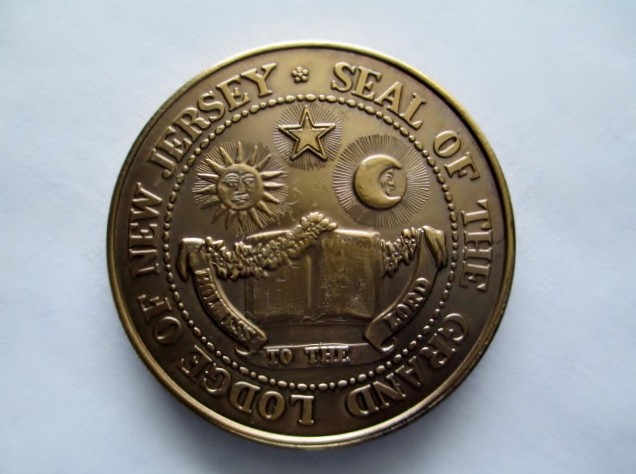 SEAL OF THE GRAND LODGE OF NEW JERSEY
HOLINESS TO THE LORD